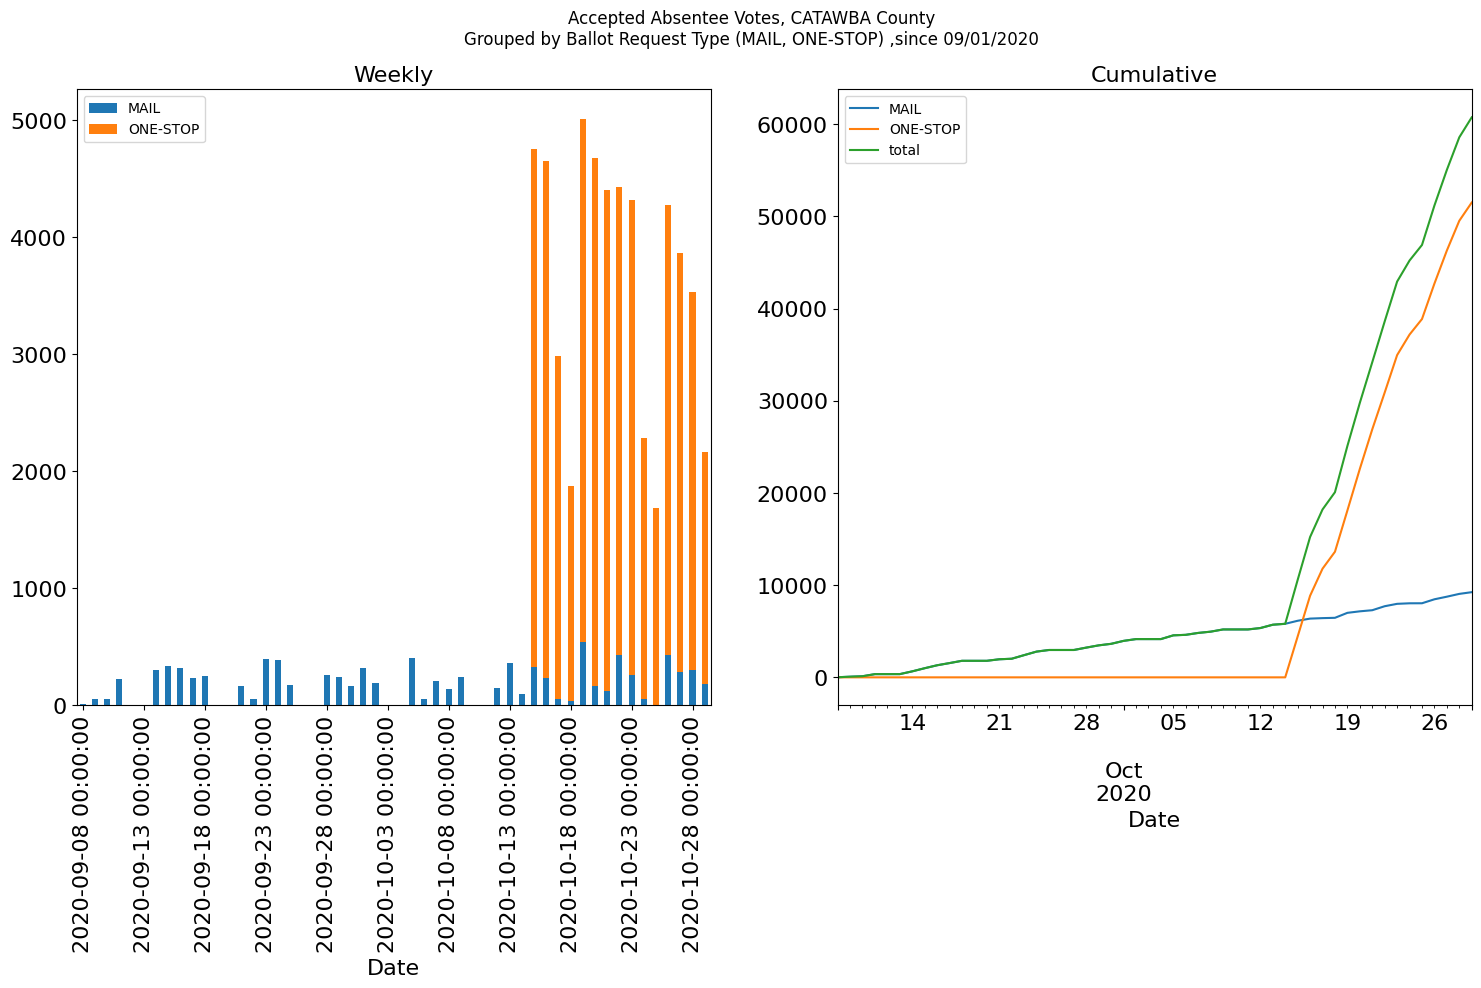 Accepted Absentee Votes, CATAWBA County
Grouped by Ballot Request Type (MAIL, ONE-STOP) ,since 09/01/2020
Weekly
MAIL
ONE-STOP
5000
4000
3000
2000
1000
0
2020-09-08 00:00:00
2020-09-13 00:00:00
2020-09-18 00:00:00
2020-09-23 00:00:00
2020-09-28 00:00:00
2020-10-03 00:00:00
2020-10-08 00:00:00
2020-10-13 00:00:00
2020-10-18 00:00:00
2020-10-23 00:00:00
2020-10-28 00:00:00
Date
Cumulative
MAIL
ONE-STOP
total
60000
50000
40000
30000
20000
10000
0
14 21 28 05 12 19 26
Oct
2020
Date